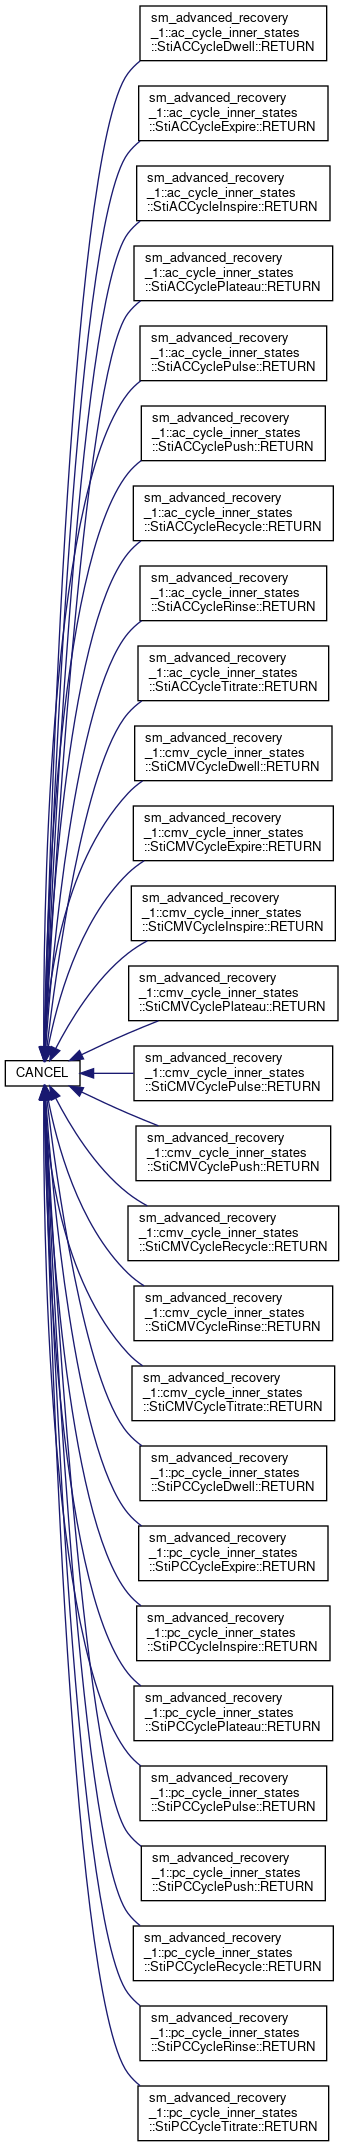 sm_advanced_recovery
_1::ac_cycle_inner_states
::StiACCycleDwell::RETURN
sm_advanced_recovery
_1::ac_cycle_inner_states
::StiACCycleExpire::RETURN
sm_advanced_recovery
_1::ac_cycle_inner_states
::StiACCycleInspire::RETURN
sm_advanced_recovery
_1::ac_cycle_inner_states
::StiACCyclePlateau::RETURN
sm_advanced_recovery
_1::ac_cycle_inner_states
::StiACCyclePulse::RETURN
sm_advanced_recovery
_1::ac_cycle_inner_states
::StiACCyclePush::RETURN
sm_advanced_recovery
_1::ac_cycle_inner_states
::StiACCycleRecycle::RETURN
sm_advanced_recovery
_1::ac_cycle_inner_states
::StiACCycleRinse::RETURN
sm_advanced_recovery
_1::ac_cycle_inner_states
::StiACCycleTitrate::RETURN
sm_advanced_recovery
_1::cmv_cycle_inner_states
::StiCMVCycleDwell::RETURN
sm_advanced_recovery
_1::cmv_cycle_inner_states
::StiCMVCycleExpire::RETURN
sm_advanced_recovery
_1::cmv_cycle_inner_states
::StiCMVCycleInspire::RETURN
sm_advanced_recovery
_1::cmv_cycle_inner_states
::StiCMVCyclePlateau::RETURN
CANCEL
sm_advanced_recovery
_1::cmv_cycle_inner_states
::StiCMVCyclePulse::RETURN
sm_advanced_recovery
_1::cmv_cycle_inner_states
::StiCMVCyclePush::RETURN
sm_advanced_recovery
_1::cmv_cycle_inner_states
::StiCMVCycleRecycle::RETURN
sm_advanced_recovery
_1::cmv_cycle_inner_states
::StiCMVCycleRinse::RETURN
sm_advanced_recovery
_1::cmv_cycle_inner_states
::StiCMVCycleTitrate::RETURN
sm_advanced_recovery
_1::pc_cycle_inner_states
::StiPCCycleDwell::RETURN
sm_advanced_recovery
_1::pc_cycle_inner_states
::StiPCCycleExpire::RETURN
sm_advanced_recovery
_1::pc_cycle_inner_states
::StiPCCycleInspire::RETURN
sm_advanced_recovery
_1::pc_cycle_inner_states
::StiPCCyclePlateau::RETURN
sm_advanced_recovery
_1::pc_cycle_inner_states
::StiPCCyclePulse::RETURN
sm_advanced_recovery
_1::pc_cycle_inner_states
::StiPCCyclePush::RETURN
sm_advanced_recovery
_1::pc_cycle_inner_states
::StiPCCycleRecycle::RETURN
sm_advanced_recovery
_1::pc_cycle_inner_states
::StiPCCycleRinse::RETURN
sm_advanced_recovery
_1::pc_cycle_inner_states
::StiPCCycleTitrate::RETURN